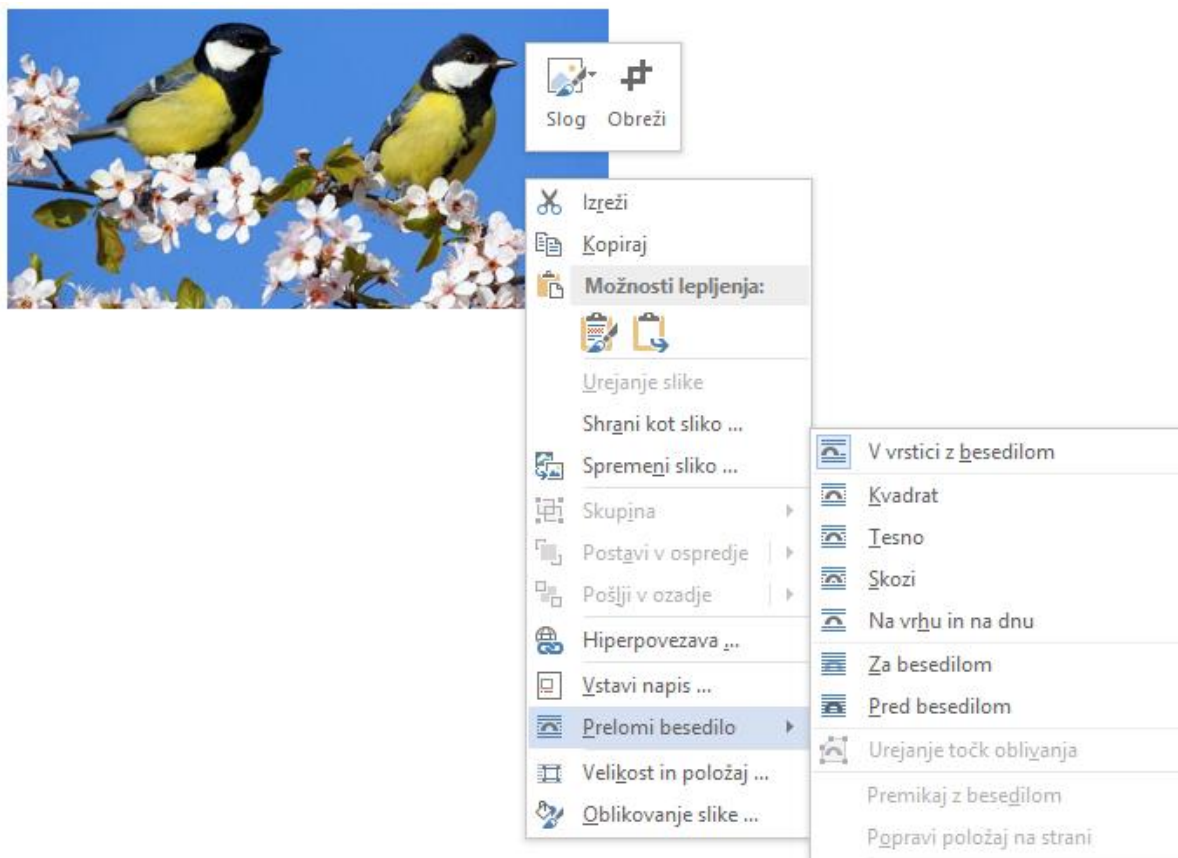 Slog Obreži
Izreži
Kopiraj
Možnosti lepljenja:
Urejanje slike
Shrani kot sliko ...
Spremeni sliko ...
Skupina
Postavi v ospredje
Pošlji v ozadje
Hiperpovezava ...
Vstavi napis ...
Prelomi besedilo
Velikost in položaj ...
Oblikovanje slike ...
V vrstici z besedilom
Kvadrat
Tesno
Skozi
Na vrhu in na dnu
Za besedilom
Pred besedilom
Urejanje točk oblivanja
Premikaj z besedilom
Popravi položaj na strani